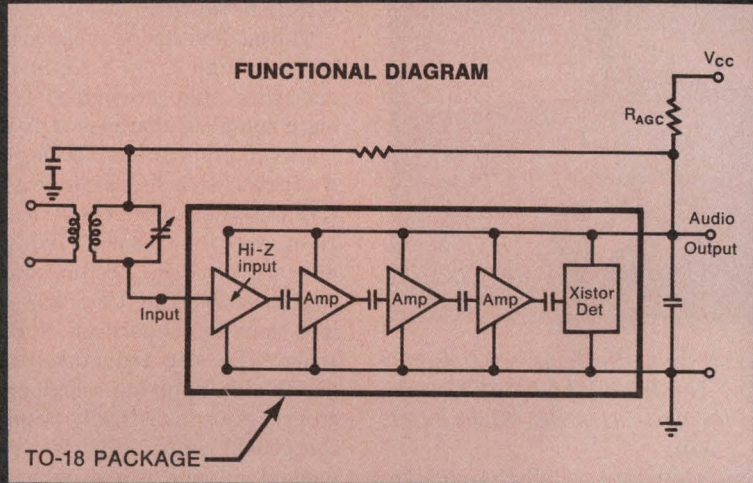 FUNCTIONAL DIAGRAM
VCC
RAGC
Audio
Output
Hi-Z
input
Amp
Amp
Amp
Xistor
Det
Input
TO-18 PACKAGE